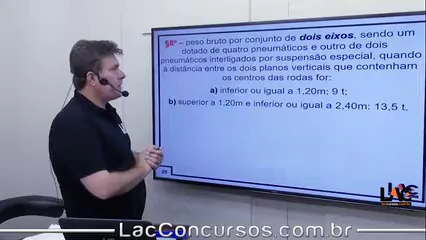 §8º – peso bruto por conjunto de dois eixos, sendo um
dotado de quatro pneumáticos e outro de dois
pneumáticos interligados por suspensão especial, quando
à distância entre os dois planos verticais que contenham
os centros das rodas for:
a) inferior ou igual a 1,20m; 9 t;
b) superior a 1,20m e inferior ou igual a 2,40m: 13,5 t.
LAC
LacConcursos.com.br